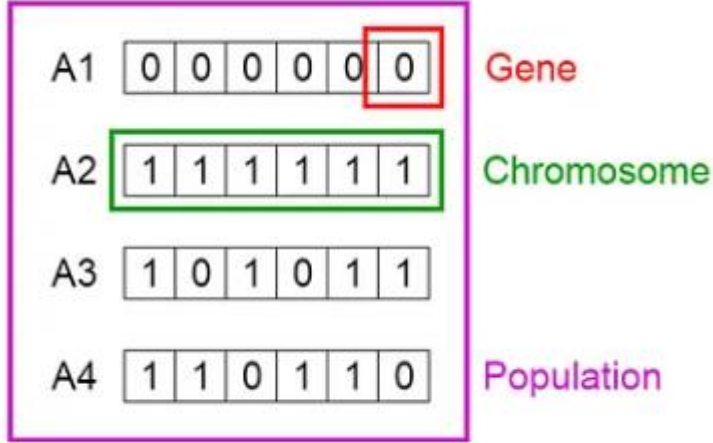 A1 0 0 0 0 0 0 Gene
A2 1 1 1 1 1 1 Chromosome
A3 1 0 1 0 1 1
A4 1 1 0 1 1 0 Population